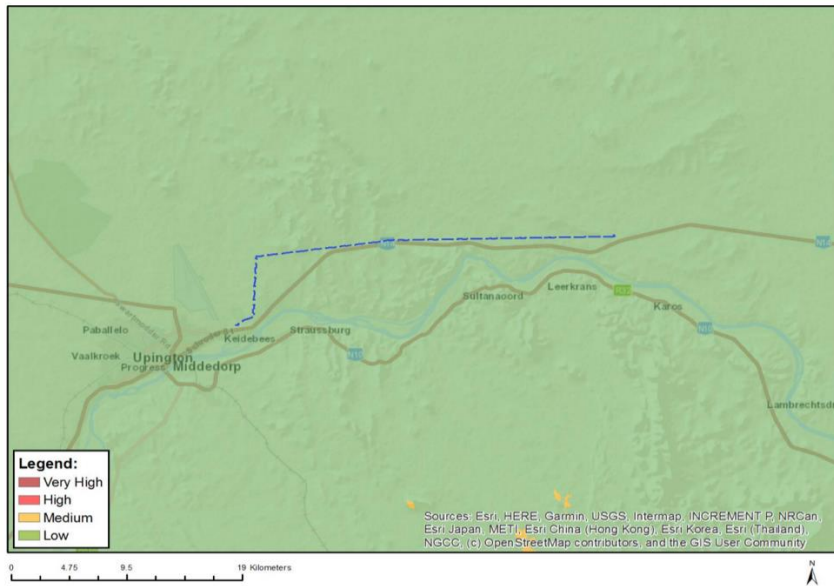 N14
N14
Sultanaoord
Leerkrans
Karos
Paballelo
Keidebees
Straussburg
N10
Vaalkroek
Upington
Progress
Middedorp
Lambrechtsdr
Legend:
Very High
High
Medium
Low
Sources: Esri, HERE, Garmin, USGS, Intermap, INCREMENT P, NRCan,
Esri Japan, METI, Esri China (Hong Kong), Esri Korea, Esri (Thailand),
NGCC, (c) OpenStreetMap contributors, and the GIS User Community
0 4.75 9.5 19 Kilometers
N